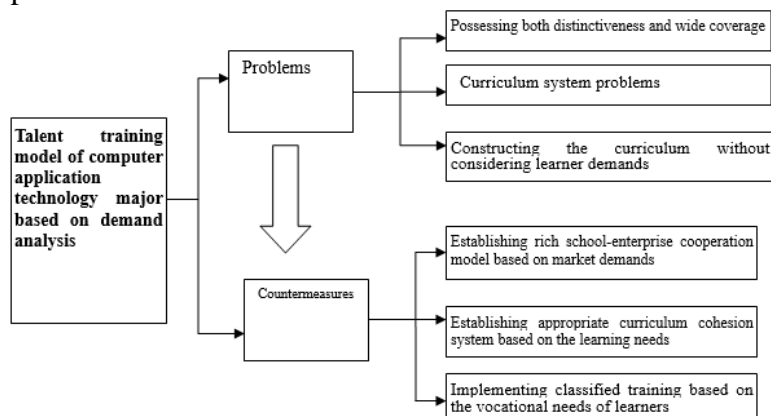 Possessing both distinctiveness and wide coverage
Problems
Curriculum system problems
Talent training
model of computer
application
technology major
based on demand
analysis
Constructing the curriculum without
considering learner demands
Establishing rich school-enterprise cooperation
model based on market demands
Countermeasures
Establishing appropriate curriculum cohesion
system based on the learning needs
Implementing classified training based on
the vocational needs of learners